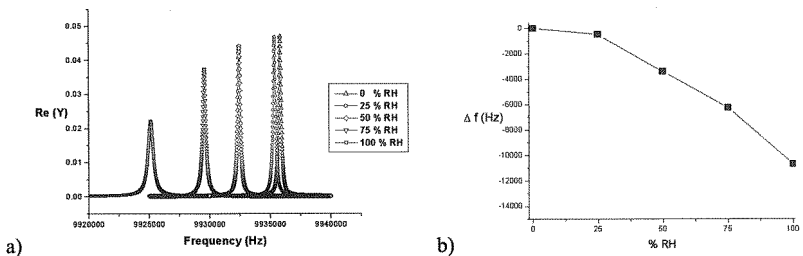 0.05
0.04
0.03
0.02
0.01
0.00
Re (Y)
0 % RH
25 % RH
50 % RH
75 % RH
100 % RH
9920000 9925000 9930000 9935000 9940000
Frequency (Hz)
a)
0
-2000
-4000
-6000
-8000
-10000
-12000
-14000
Δ f (Hz)
0 25 50 75 100
% RH
b)